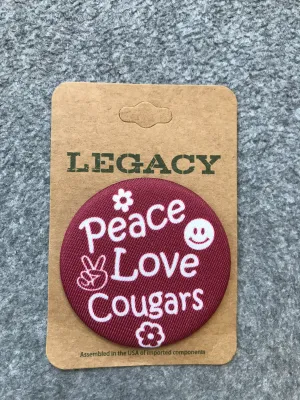 LEGACY
Peace
Love
Cougars
Assembled in the USA of imported components